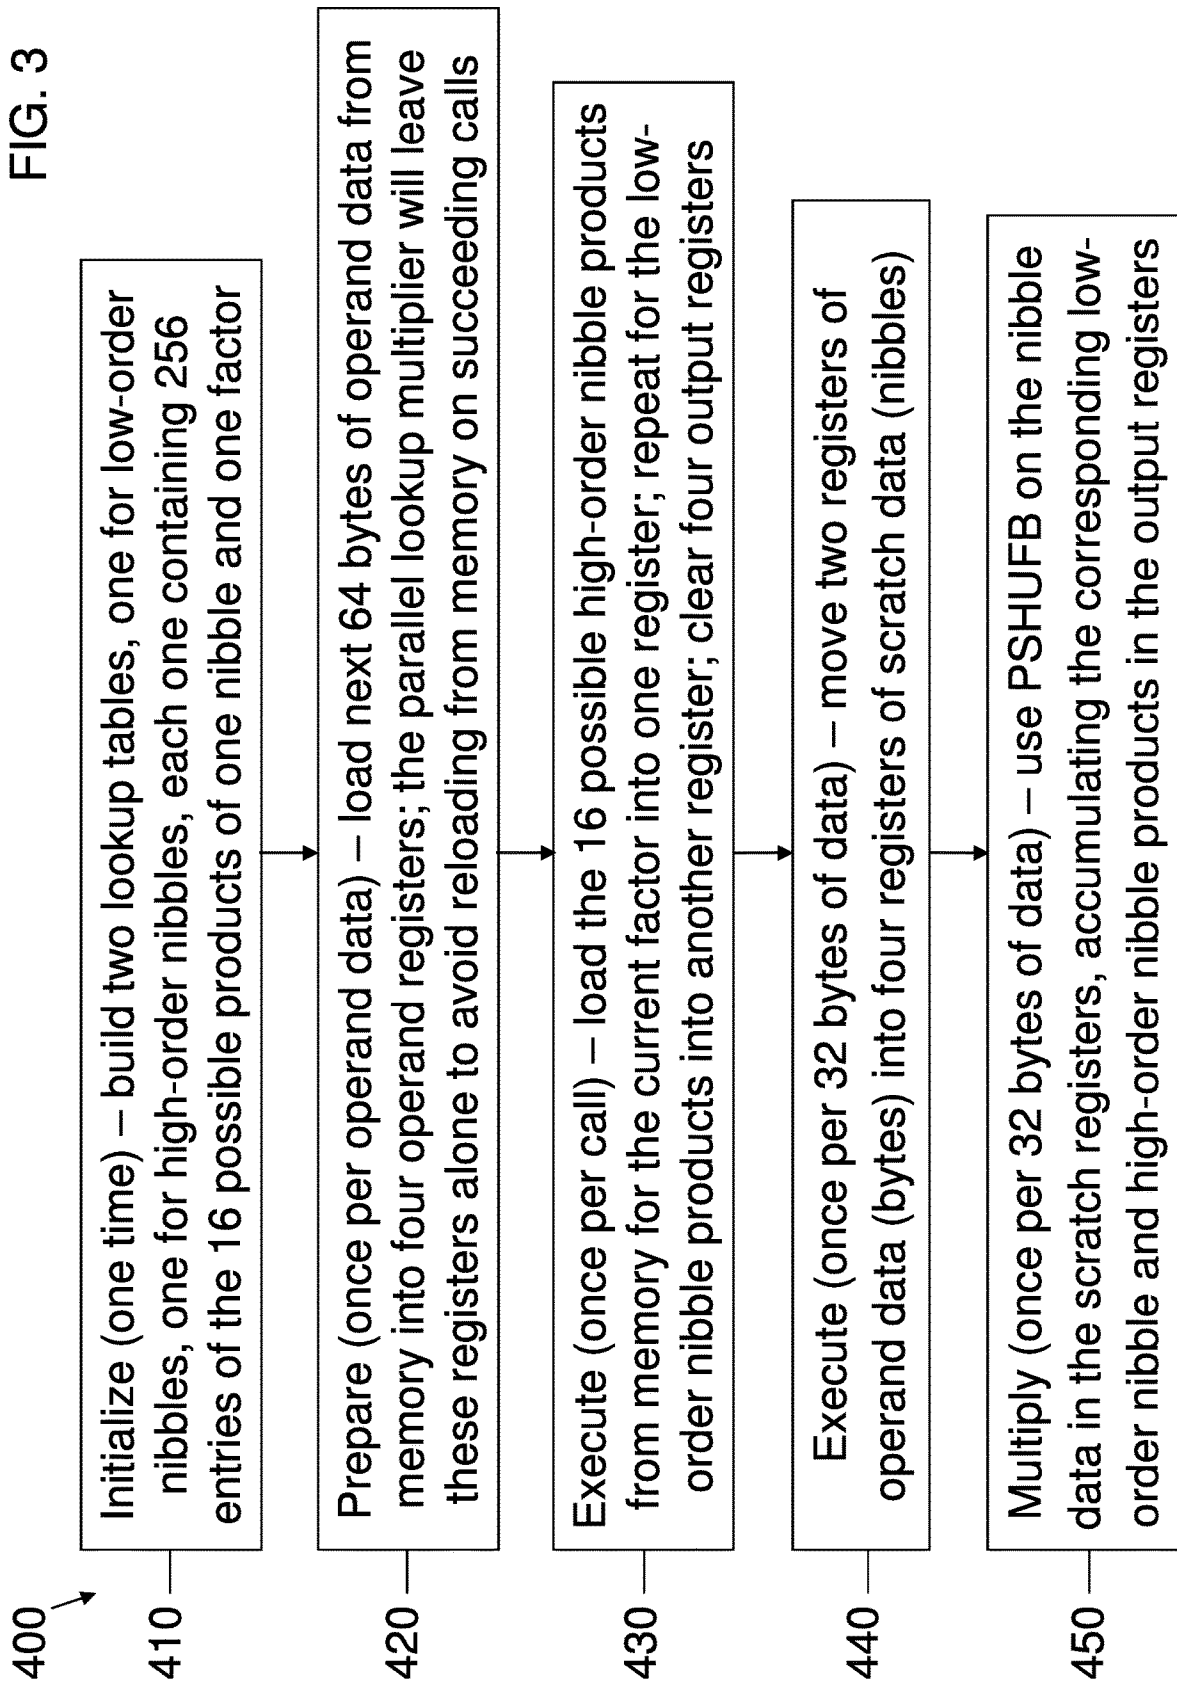 FIG. 3
400
410
Initialize (one time) – build two lookup tables, one for low-order
nibbles, one for high-order nibbles, each one containing 256
entries of the 16 possible products of one nibble and one factor
420
Prepare (once per operand data) – load next 64 bytes of operand data from
memory into four operand registers; the parallel lookup multiplier will leave
these registers alone to avoid reloading from memory on succeeding calls
430
Execute (once per call) – load the 16 possible high-order nibble products
from memory for the current factor into one register; repeat for the low-
order nibble products into another register; clear four output registers
440
Execute (once per 32 bytes of data) – move two registers of
operand data (bytes) into four registers of scratch data (nibbles)
450
Multiply (once per 32 bytes of data) – use PSHUFB on the nibble
data in the scratch registers, accumulating the corresponding low-
order nibble and high-order nibble products in the output registers